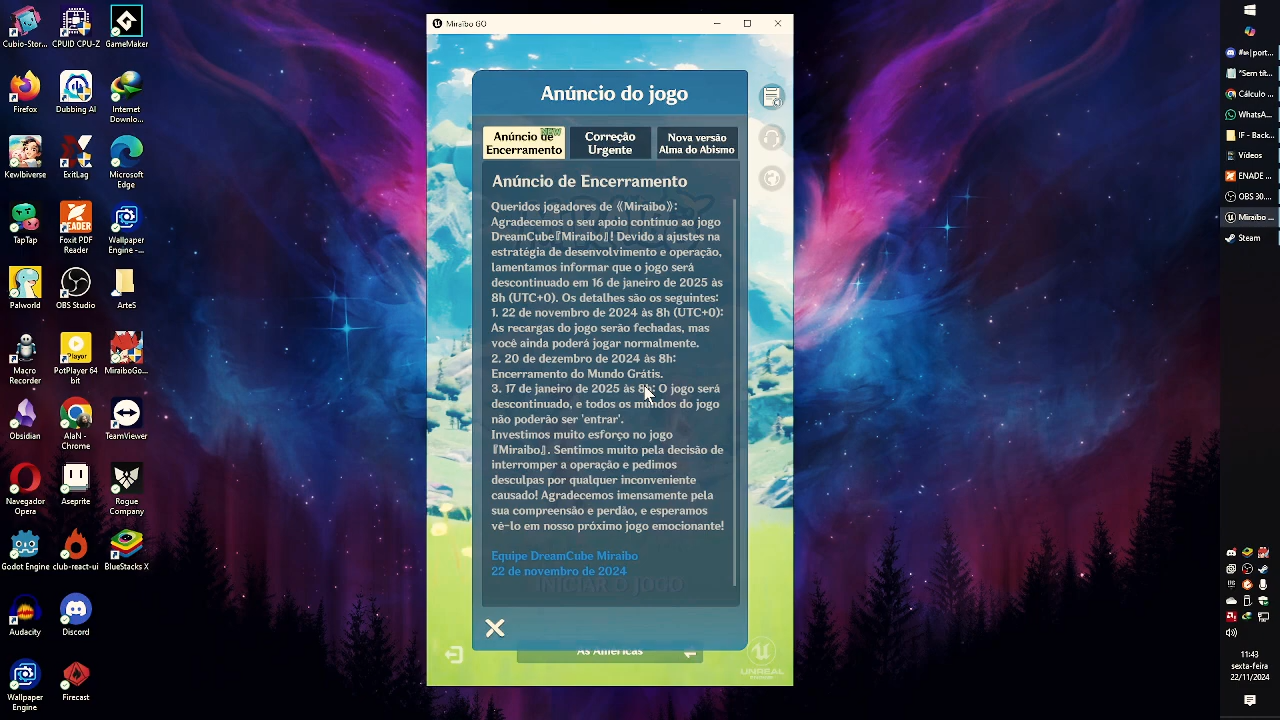 Miraibo GO
Anúncio do jogo
Anúncio de
Encerramento
NEW
Correção
Urgente
Nova versão
Alma do Abismo
Anúncio de Encerramento
Queridos jogadores de 《Miraibo》:
Agradecemos o seu apoio contínuo ao jogo
DreamCube『Miraibo』! Devido a ajustes na
estratégia de desenvolvimento e operação,
lamentamos informar que o jogo será
descontinuado em 16 de janeiro de 2025 às
8h (UTC+0). Os detalhes são os seguintes:
1. 22 de novembro de 2024 às 8h (UTC+0):
As recargas do jogo serão fechadas, mas
você ainda poderá jogar normalmente.
2. 20 de dezembro de 2024 às 8h:
Encerramento do Mundo Grátis.
3. 17 de janeiro de 2025 às 8h: O jogo será
descontinuado, e todos os mundos do jogo
não poderão ser 'entrar'.
Investimos muito esforço no jogo
『Miraibo』. Sentimos muito pela decisão de
interromper a operação e pedimos
desculpas por qualquer inconveniente
causado! Agradecemos imensamente pela
sua compreensão e perdão, e esperamos
vê-lo em nosso próximo jogo emocionante!
Equipe DreamCube Miraibo
22 de novembro de 2024
INICIAR O JOGO
As Américas
UNREAL
Cubio-Stor...
CPUID CPU-Z
GameMaker
Firefox
Dubbing AI
Internet
Downlo...
Kevibiverse
ExitLag
Microsoft
Edge
GoTap
Foxit PDF
Reader
Wallpaper
Engine -...
Palworld
OBS Studio
ArteS
Macro
Recorder
PotPlayer 64
bit
MiraiboGo...
Obsidian
AlaN -
Chrome
TeamViewer
Navegador
Opera
Aseprite
Rogue
Company
Godot Engine
club-react-ui
BlueStacks X
Audacity
Discord
Wallpaper
Engine
Firecast
Cálculo ...
WhatsA...
IF - Back...
Vídeos
ENADE ...
OBS 30....
Miraibo ...
Steam
11:43
sexta-feira